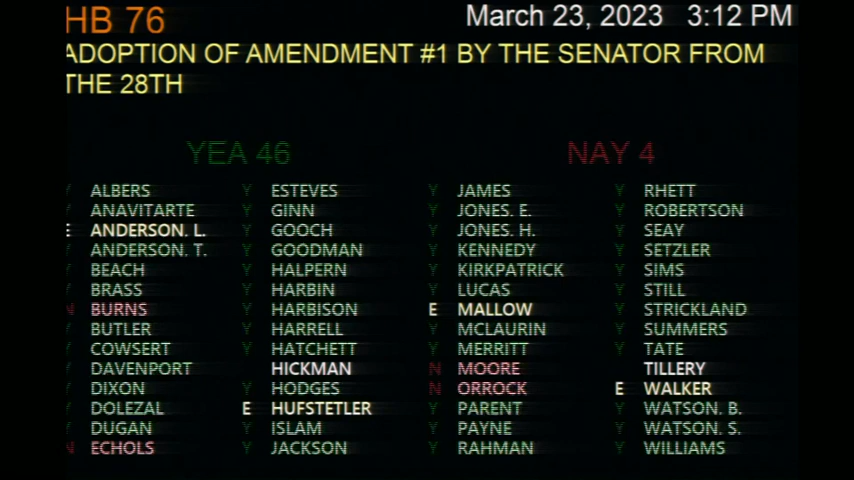 HB 76 March 23, 2023 3:12 PM
ADOPTION OF AMENDMENT #1 BY THE SENATOR FROM
THE 28TH
YEA 46 NAY 4
Y ALBERS Y ESTEVES Y JAMES Y RHETT
Y ANAVITARTE Y GINN Y JONES. E. Y ROBERTSON
E ANDERSON. L. Y GOOCH Y JONES. H. Y SEAY
Y ANDERSON. T. Y GOODMAN Y KENNEDY Y SETZLER
Y BEACH Y HALPERN Y KIRKPATRICK Y SIMS
Y BRASS Y HARBIN Y LUCAS Y STILL
N BURNS Y HARBISON E MALLOW Y STRICKLAND
Y BUTLER Y HARRELL Y MCLAURIN Y SUMMERS
Y COWSERT Y HATCHETT Y MERRITT Y TATE
Y DAVENPORT HICKMAN N MOORE TILLERY
Y DIXON Y HODGES N ORROCK E WALKER
Y DOLEZAL E HUFSTETLER Y PARENT Y WATSON. B.
Y DUGAN Y ISLAM Y PAYNE Y WATSON. S.
N ECHOLS Y JACKSON Y RAHMAN Y WILLIAMS